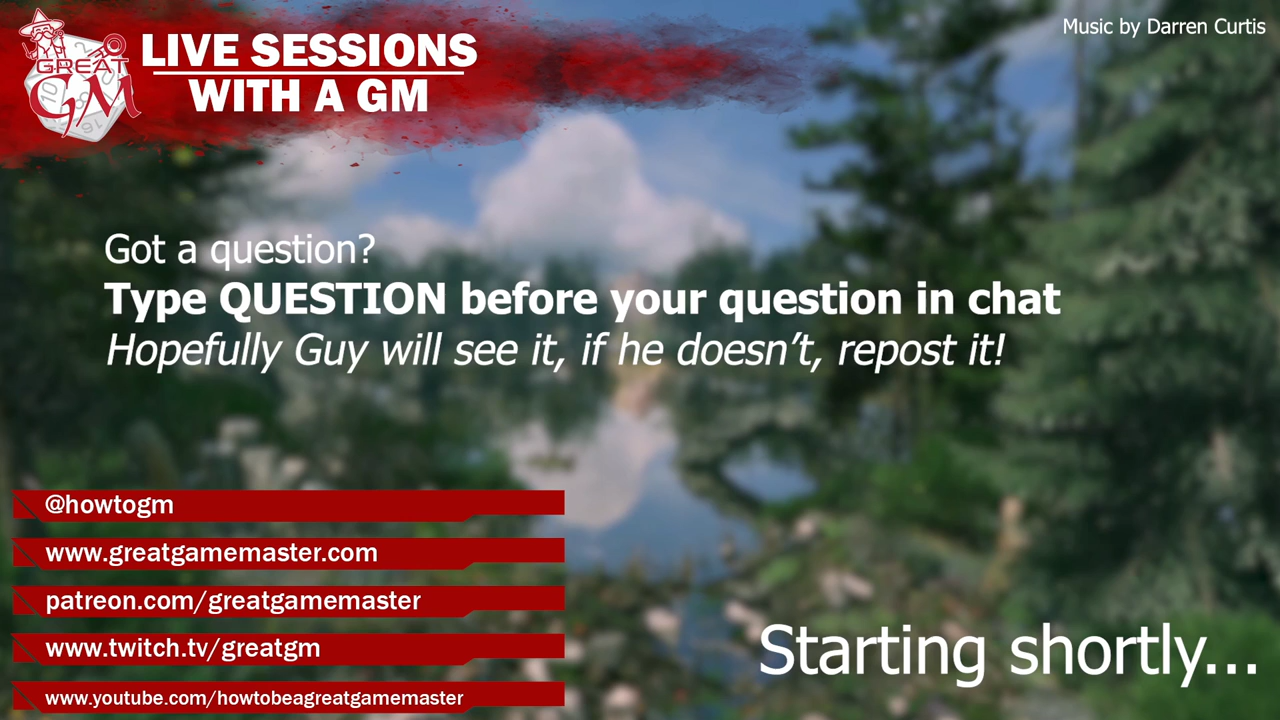 Music by Darren Curtis
GREAT
GM
LIVE SESSIONS
WITH A GM
Got a question?
Type QUESTION before your question in chat
Hopefully Guy will see it, if he doesn’t, repost it!
@howtogm
www.greatgamemaster.com
patreon.com/greatgamemaster
www.twitch.tv/greatgm
www.youtube.com/howtobeagreatgamemaster
Starting shortly...